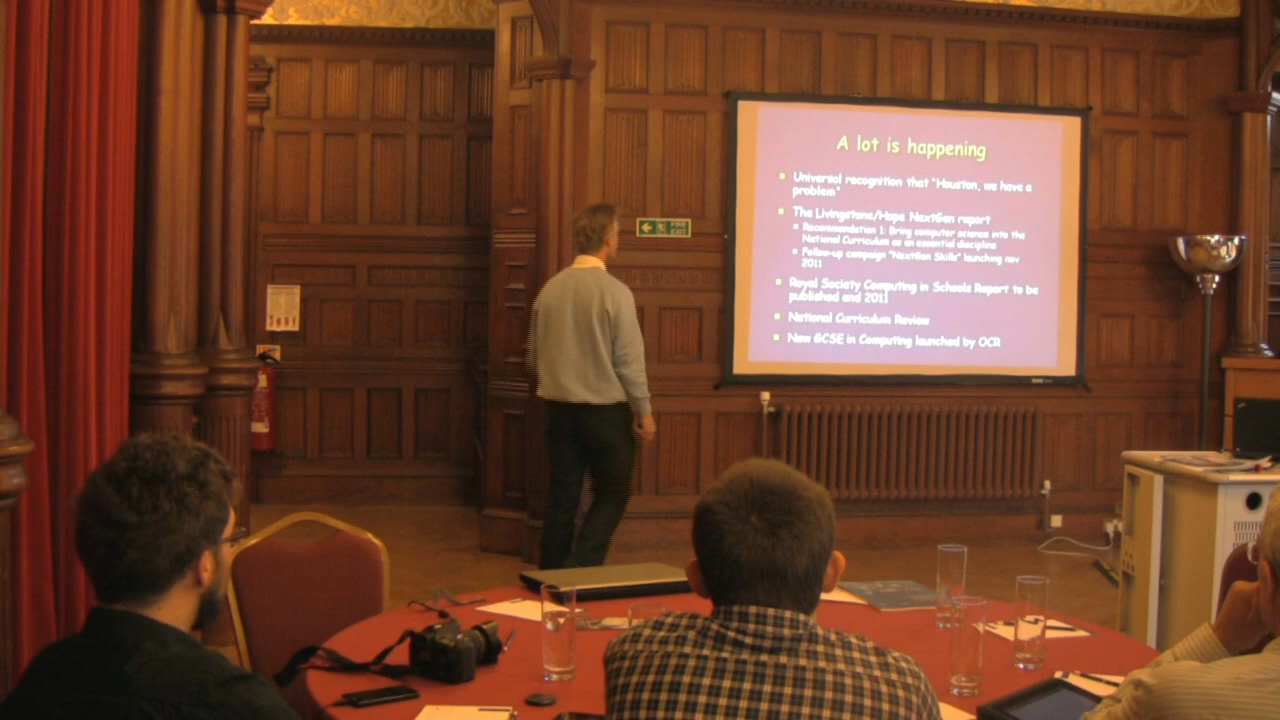 A lot is happening
Universal recognition that "Houston, we have a
problem"
The Livingstone/Hope NextGen report
Recommendation 1: Bring computer science into the
National Curriculum as an essential discipline
Follow-up campaign "NextGen Skills" launching nov
2011
Royal Society Computing in Schools Report to be
published end 2011
National Curriculum Review
New GCSE in Computing launched by OCR
FIRE
EXIT